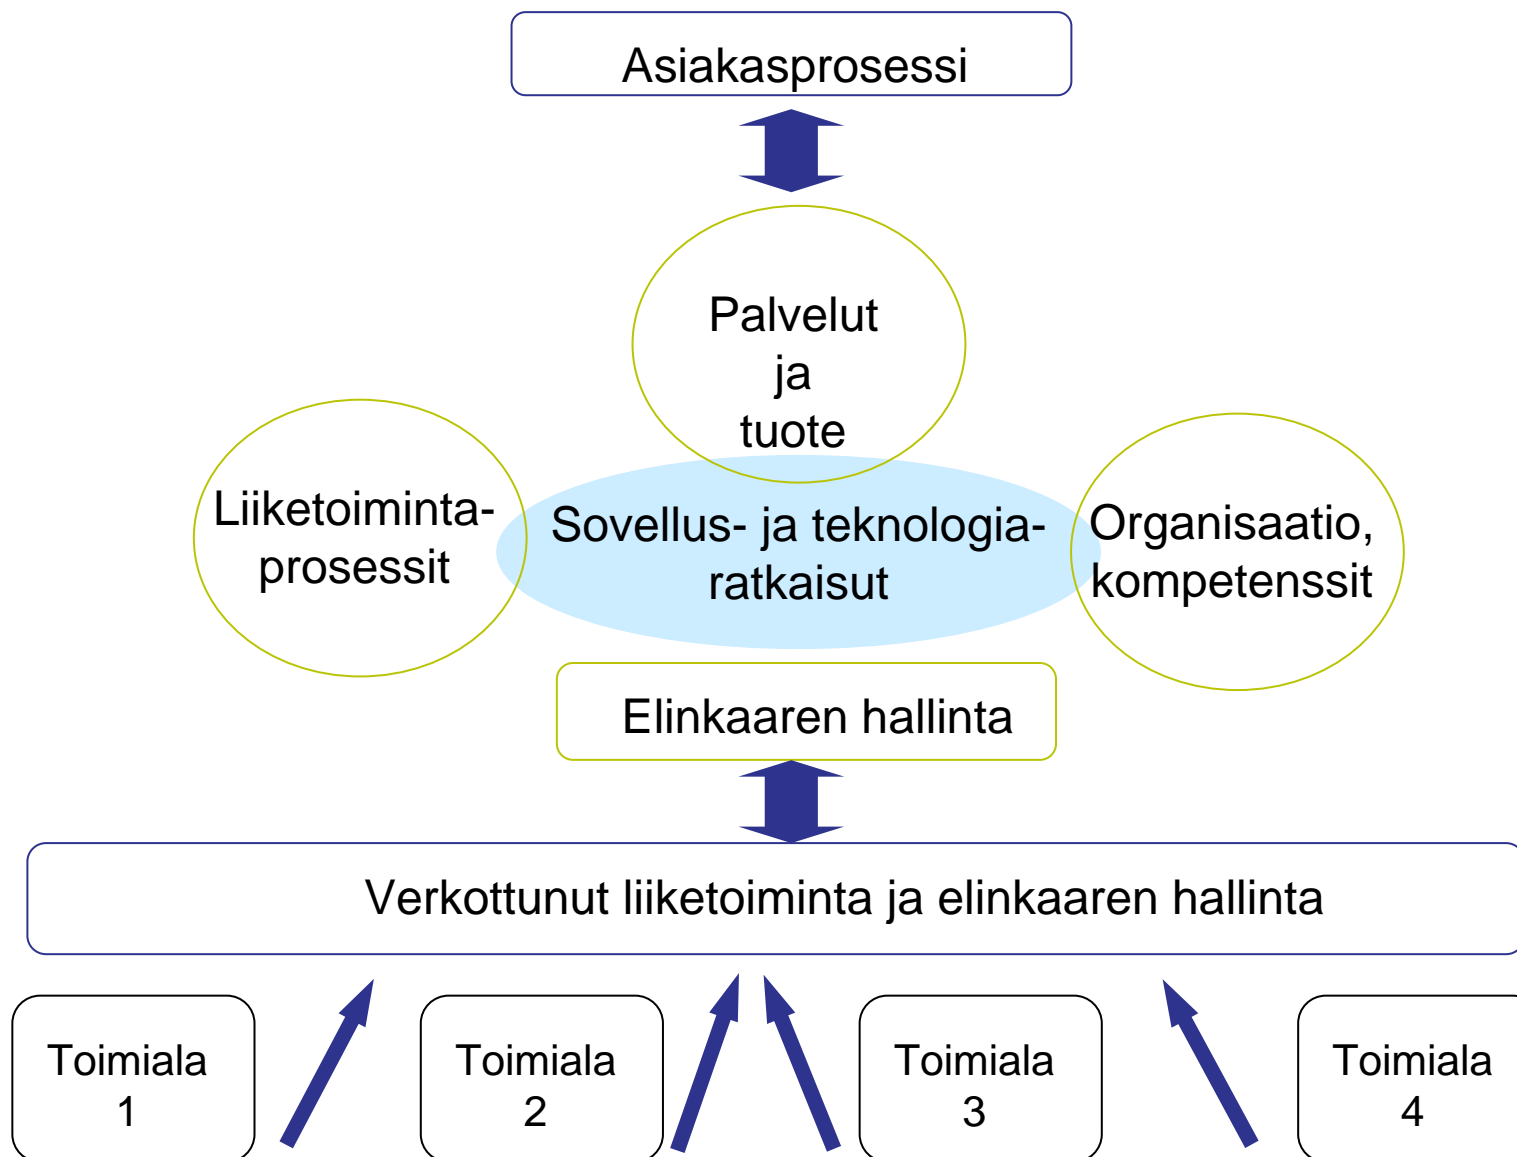 Asiakasprosessi
Palvelut
ja
tuote
Liiketoiminta-
prosessit
Sovellus- ja teknologia-
ratkaisut
Organisaatio,
kompetenssit
Elinkaaren hallinta
Verkottunut liiketoiminta ja elinkaaren hallinta
Toimiala
1
Toimiala
2
Toimiala
3
Toimiala
4